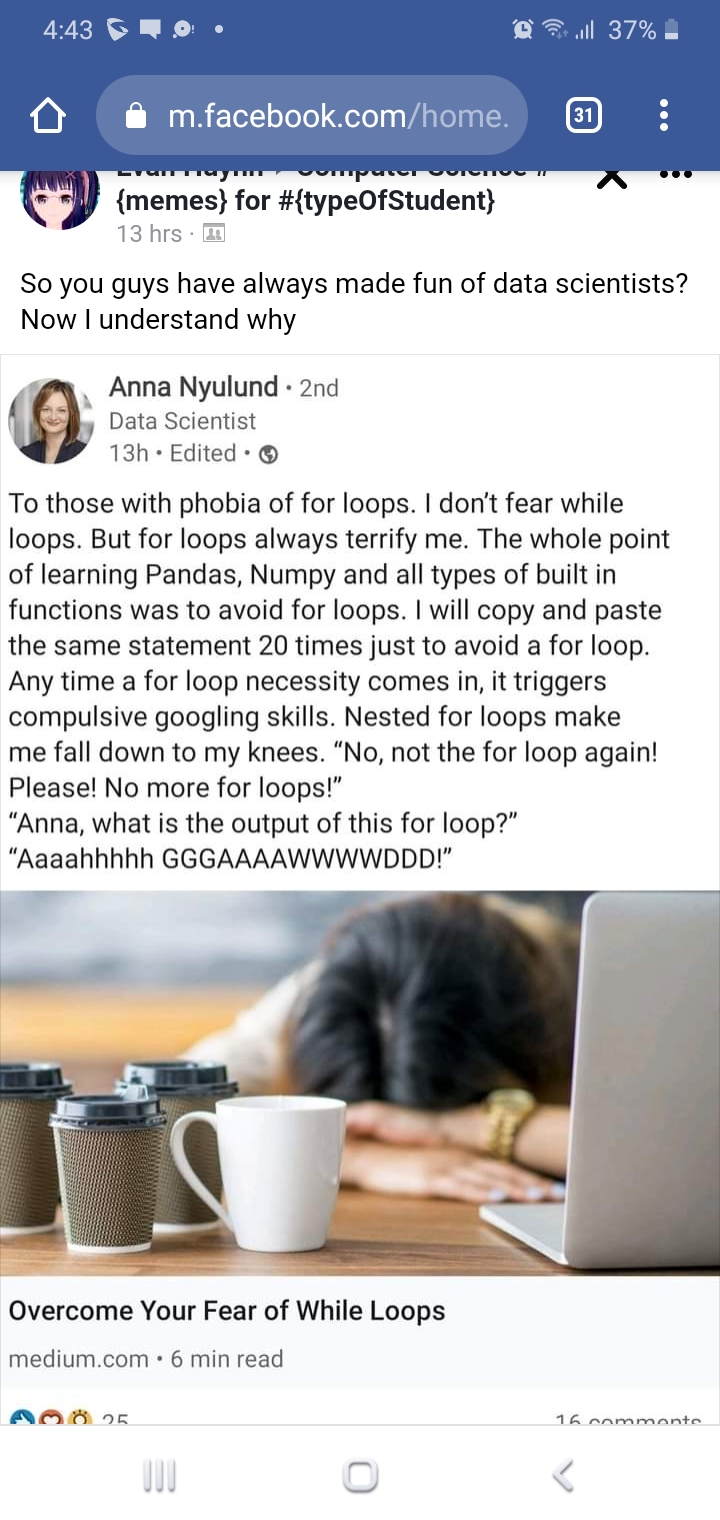 4:43
37%
m.facebook.com/home.
31
Computer Science #
{memes} for #{typeOfStudent}
13 hrs ·
So you guys have always made fun of data scientists?
Now I understand why
Anna Nyulund • 2nd
Data Scientist
13h • Edited •
To those with phobia of for loops. I don’t fear while
loops. But for loops always terrify me. The whole point
of learning Pandas, Numpy and all types of built in
functions was to avoid for loops. I will copy and paste
the same statement 20 times just to avoid a for loop.
Any time a for loop necessity comes in, it triggers
compulsive googling skills. Nested for loops make
me fall down to my knees. “No, not the for loop again!
Please! No more for loops!”
“Anna, what is the output of this for loop?”
“Aaaahhhhh GGGAAAAWWWWDDD!”
Overcome Your Fear of While Loops
medium.com • 6 min read
25
16 comments